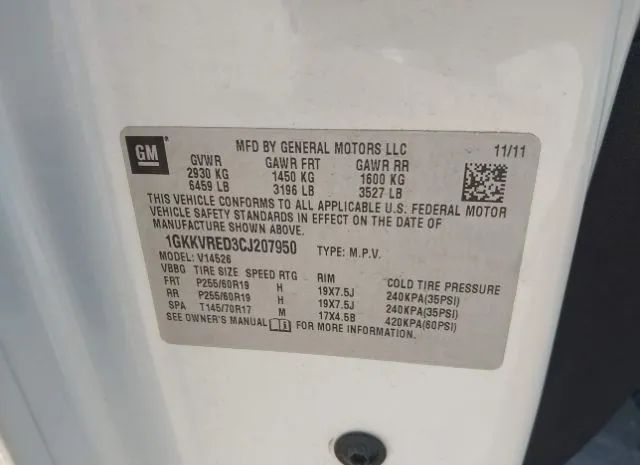 GM
MFD BY GENERAL MOTORS LLC 11/11
GVWR GAWR FRT GAWR RR
2930 KG 1450 KG 1600 KG
6459 LB 3196 LB 3527 LB
THIS VEHICLE CONFORMS TO ALL APPLICABLE U.S. FEDERAL MOTOR
VEHICLE SAFETY STANDARDS IN EFFECT ON THE DATE OF
MANUFACTURE SHOWN ABOVE.
1GKKVRED3CJ207950 TYPE: M.P.V.
MODEL: V14526
VBBG TIRE SIZE SPEED RTG RIM COLD TIRE PRESSURE
FRT P255/60R19 H 19X7.5J 240KPA(35PSI)
RR P255/60R19 H 19X7.5J 240KPA(35PSI)
SPA T145/70R17 M 17X4.5B 420KPA(60PSI)
SEE OWNER'S MANUAL FOR MORE INFORMATION.